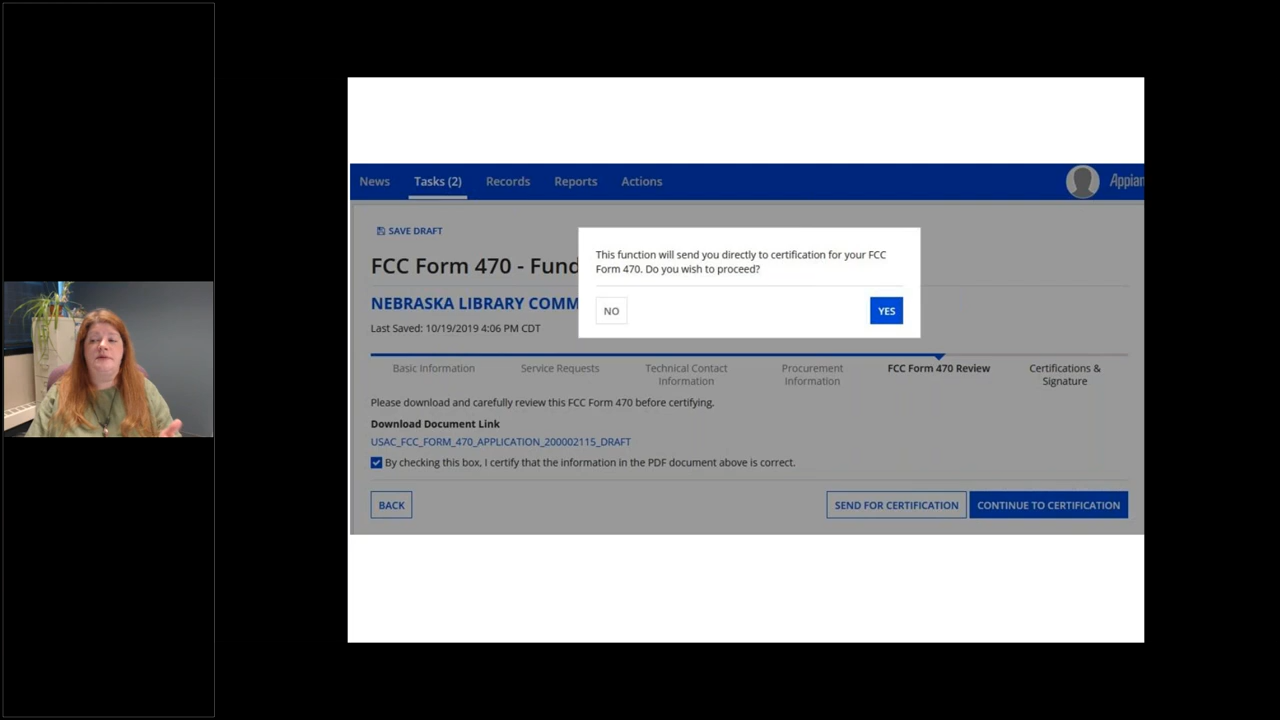 News Tasks (2) Records Reports Actions Appian
SAVE DRAFT
This function will send you directly to certification for your FCC
Form 470. Do you wish to proceed?
NO YES
FCC Form 470 - Fund
NEBRASKA LIBRARY COMM
Last Saved: 10/19/2019 4:06 PM CDT
Basic Information Service Requests Technical Contact Information Procurement Information FCC Form 470 Review Certifications & Signature
Please download and carefully review this FCC Form 470 before certifying.
Download Document Link
USAC_FCC_FORM_470_APPLICATION_200002115_DRAFT
By checking this box, I certify that the information in the PDF document above is correct.
BACK SEND FOR CERTIFICATION CONTINUE TO CERTIFICATION